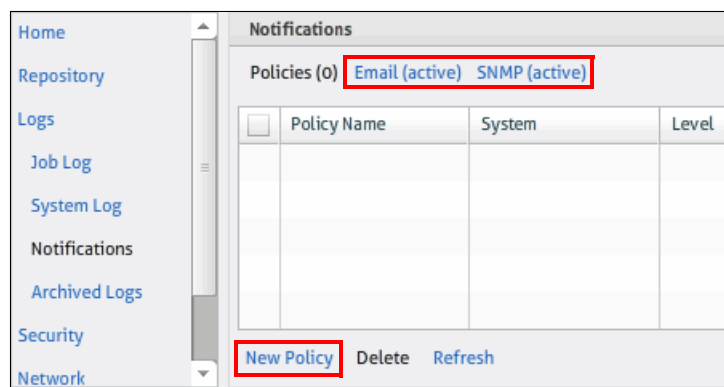 Home
Repository
Logs
Job Log
System Log
Notifications
Archived Logs
Security
Network
Notifications
Policies (0) Email (active) SNMP (active)
Policy Name System Level
New Policy Delete Refresh